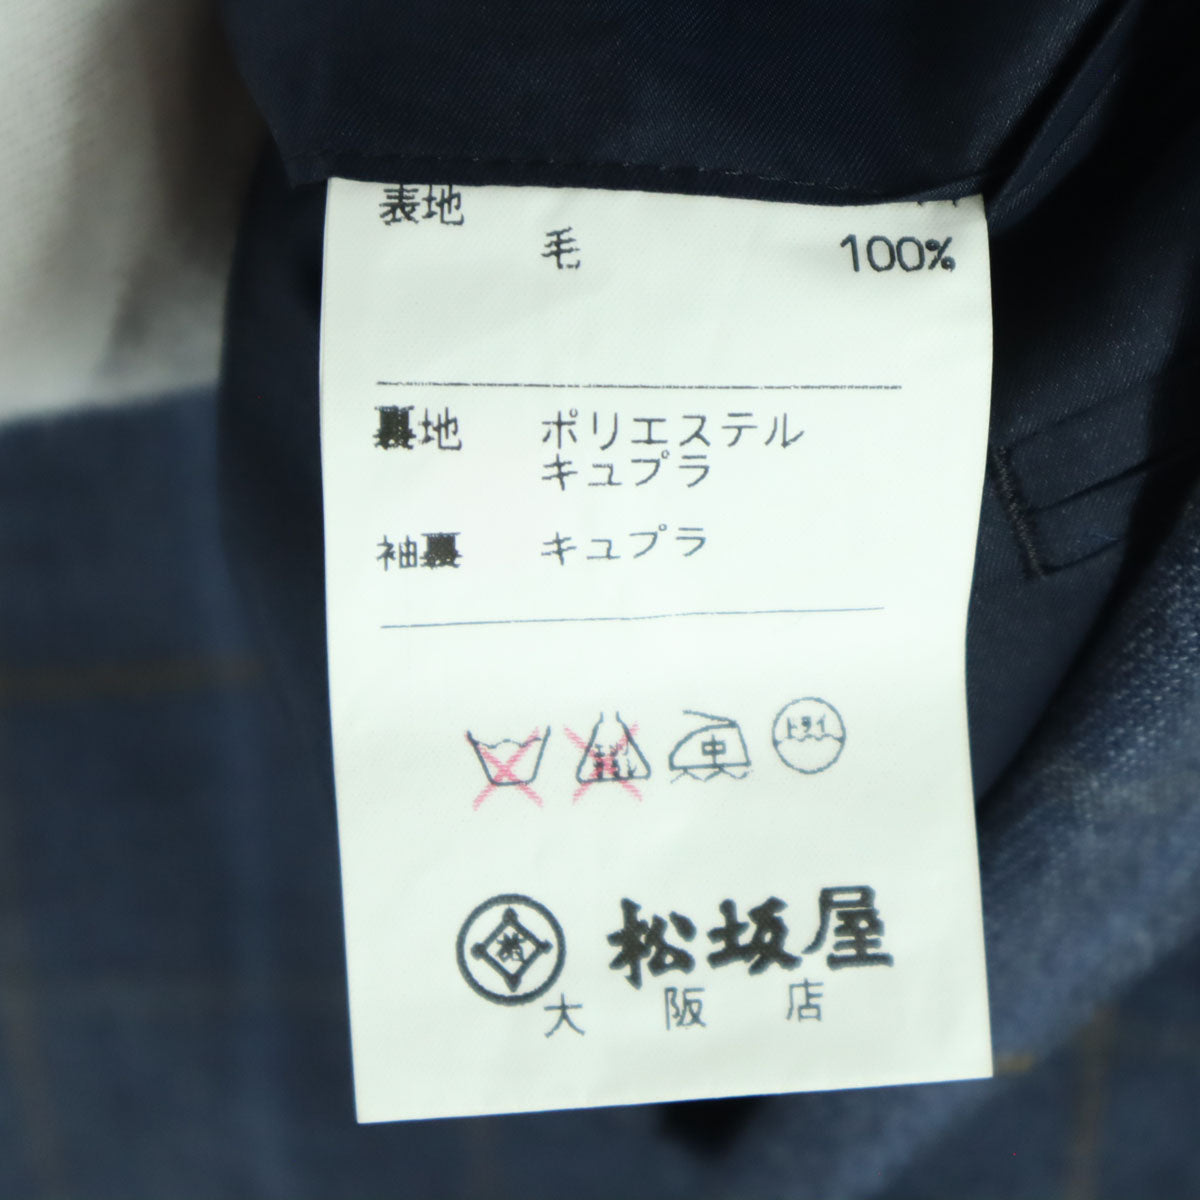 表地
毛 100%
裏地 ポリエステル
キュプラ
袖裏 キュプラ
中
ドライ
松坂屋
大阪店